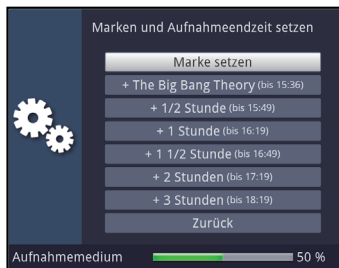 Marken und Aufnahmeendzeit setzen
Marke setzen
+ The Big Bang Theory (bis 15:36)
+ 1/2 Stunde (bis 15:49)
+ 1 Stunde (bis 16:19)
+ 1 1/2 Stunde (bis 16:49)
+ 2 Stunden (bis 17:19)
+ 3 Stunden (bis 18:19)
Zurück
Aufnahmemedium 50 %